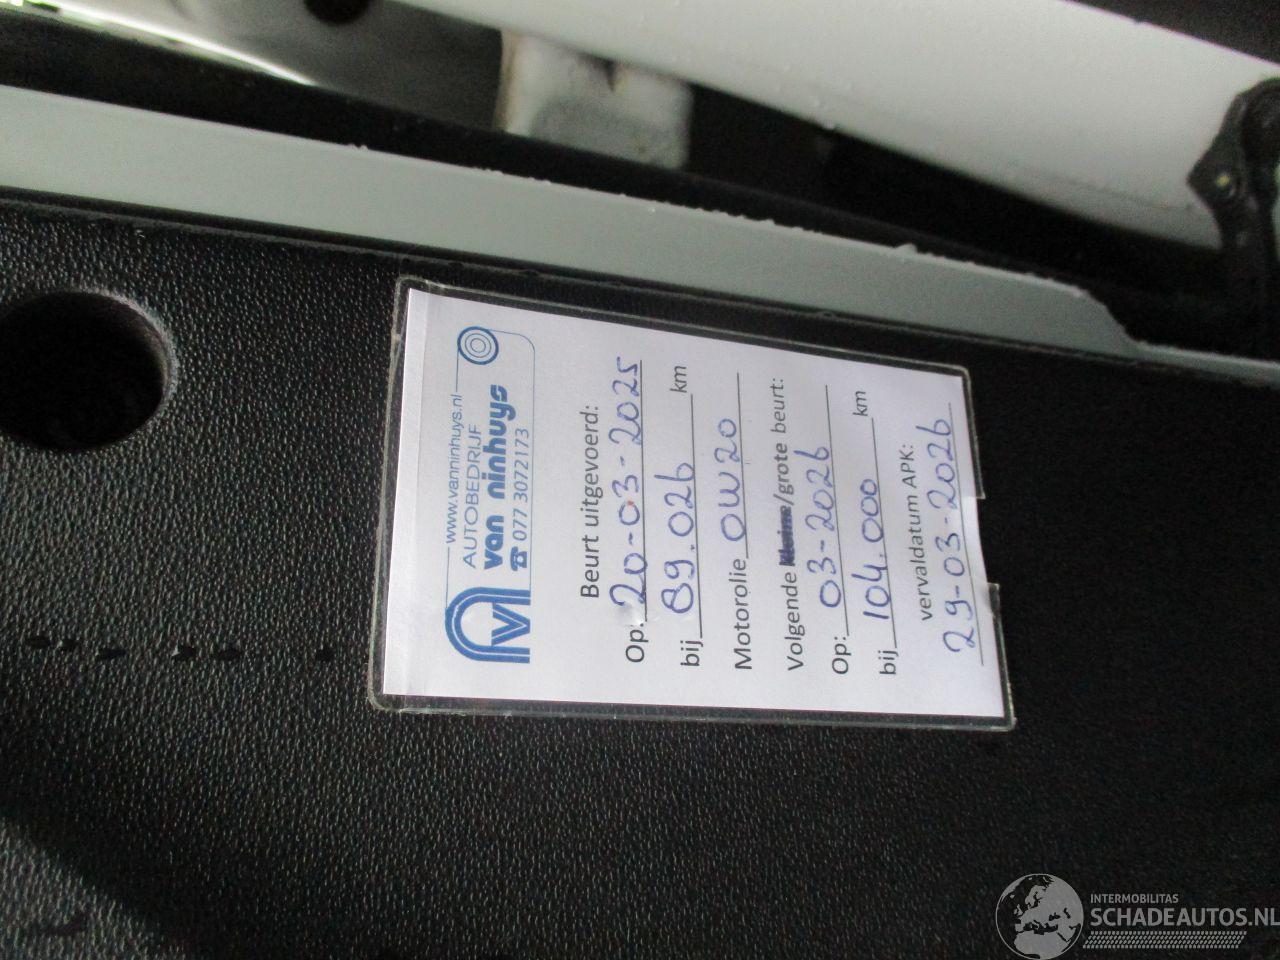 www.vanninhuys.nl
AUTOBEDRIJF
van ninhuys
☎ 077 3072173
Beurt uitgevoerd:
Op: 20-03-2025
bij 89.026 km
Motorolie 0W20
Volgende kleine/grote beurt:
Op: 03-2026
bij 104.000 km
vervaldatum APK:
29-03-2026
INTERMOBILITAS
SCHADEAUTOS.NL